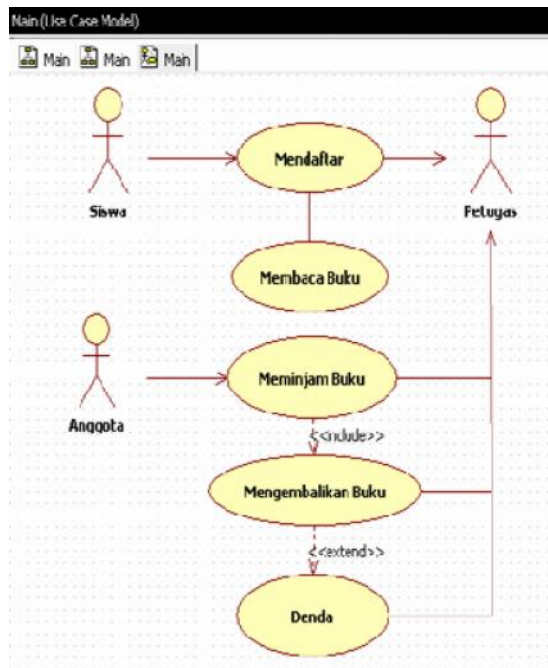 Main (Use Case Model)
Main Main Main
Mendaftar
Siswa
Petugas
Membaca Buku
Meminjam Buku
Anggota
<<include>>
Mengembalikan Buku
<<extend>>
Denda